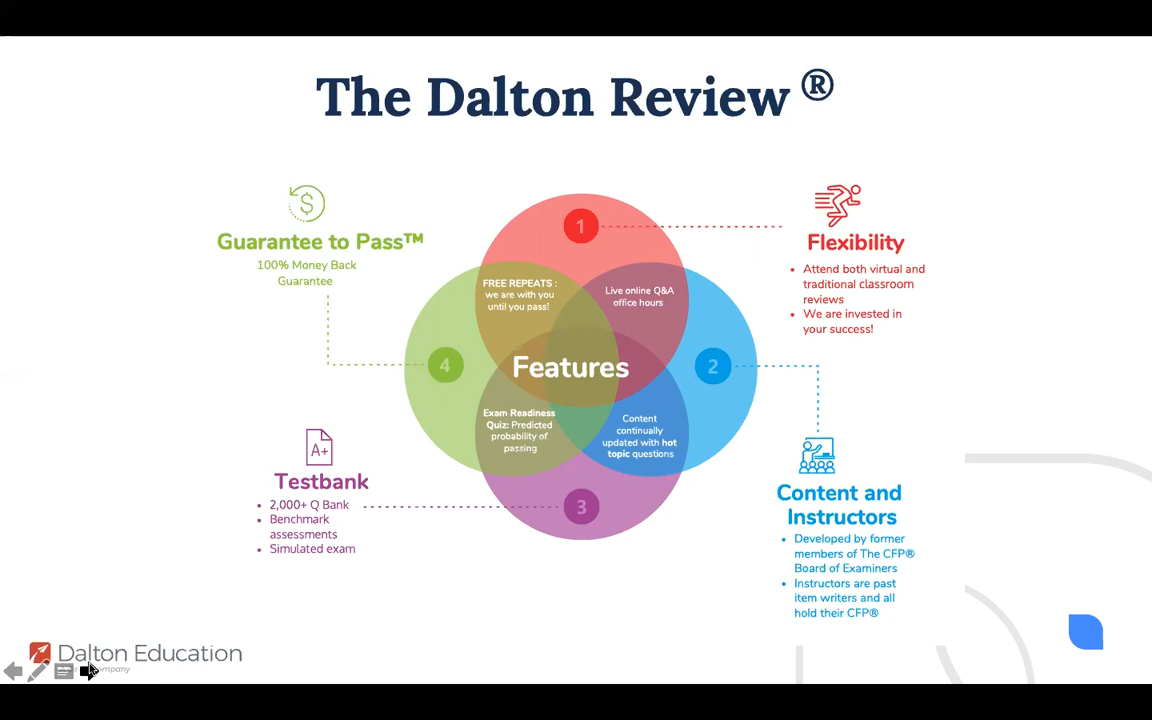 The Dalton Review ®
Guarantee to Pass™
100% Money Back
Guarantee
1
Flexibility
• Attend both virtual and
traditional classroom
reviews
• We are invested in
your success!
FREE REPEATS :
we are with you
until you pass!
Live online Q&A
office hours
4
Features
2
Exam Readiness
Quiz: Predicted
probability of
passing
Content
continually
updated with hot
topic questions
A+
Testbank
• 2,000+ Q Bank
• Benchmark
assessments
• Simulated exam
3
Content and
Instructors
• Developed by former
members of The CFP®
Board of Examiners
• Instructors are past
item writers and all
hold their CFP®
Dalton Education
company